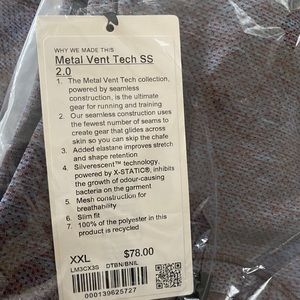 WHY WE MADE THIS
Metal Vent Tech SS
2.0
1. The Metal Vent Tech collection,
powered by seamless
construction, is the ultimate
gear for running and training
2. Our seamless construction uses
the fewest number of seams to
create gear that glides across
skin so you can skip the chafe
3. Added elastane improves stretch
and shape retention
4. Silverescent™ technology,
powered by X-STATIC®, inhibits
the growth of odour-causing
bacteria on the garment
5. Mesh construction for
breathability
6. Slim fit
7. 100% of the polyester in this
product is recycled
XXL $78.00
LM3CX3S DTBN/BNIL
000139625727